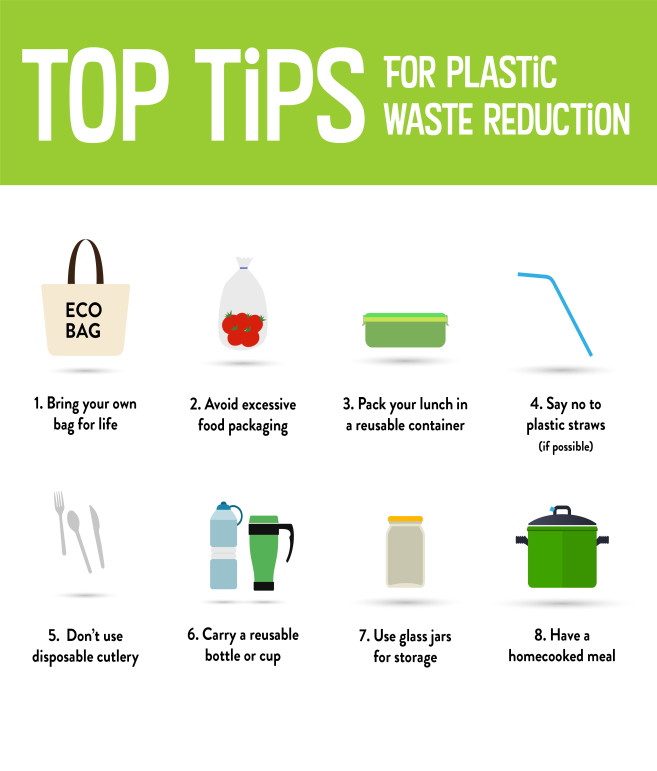 TOP TiPS
FOR PLASTiC
WASTE REDUCTiON
ECO
BAG
1. Bring your own
bag for life
2. Avoid excessive
food packaging
3. Pack your lunch in
a reusable container
4. Say no to
plastic straws
(if possible)
5. Don't use
disposable cutlery
6. Carry a reusable
bottle or cup
7. Use glass jars
for storage
8. Have a
homecooked meal